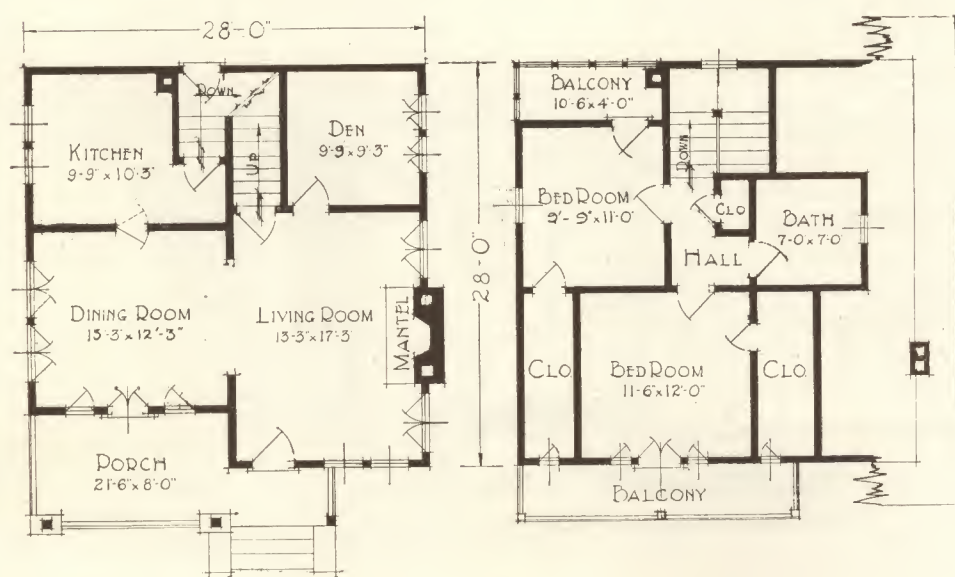 28-0"
DOWN
KITCHEN
9-9" x 10-3"
UP
DEN
9-9 x 9-3"
DINING ROOM
13-3" x 12'-3"
LIVING ROOM
13-3" x 17-3
MANTEL
PORCH
21-6" x 8-0"
28-0"
BALCONY
10-6 x 4-0"
DOWN
BED ROOM
9'-9" x 11-0"
CLO
BATH
7-0 x 7-0
HALL
CLO.
BED ROOM
11-6" x 12-0"
CLO
BALCONY